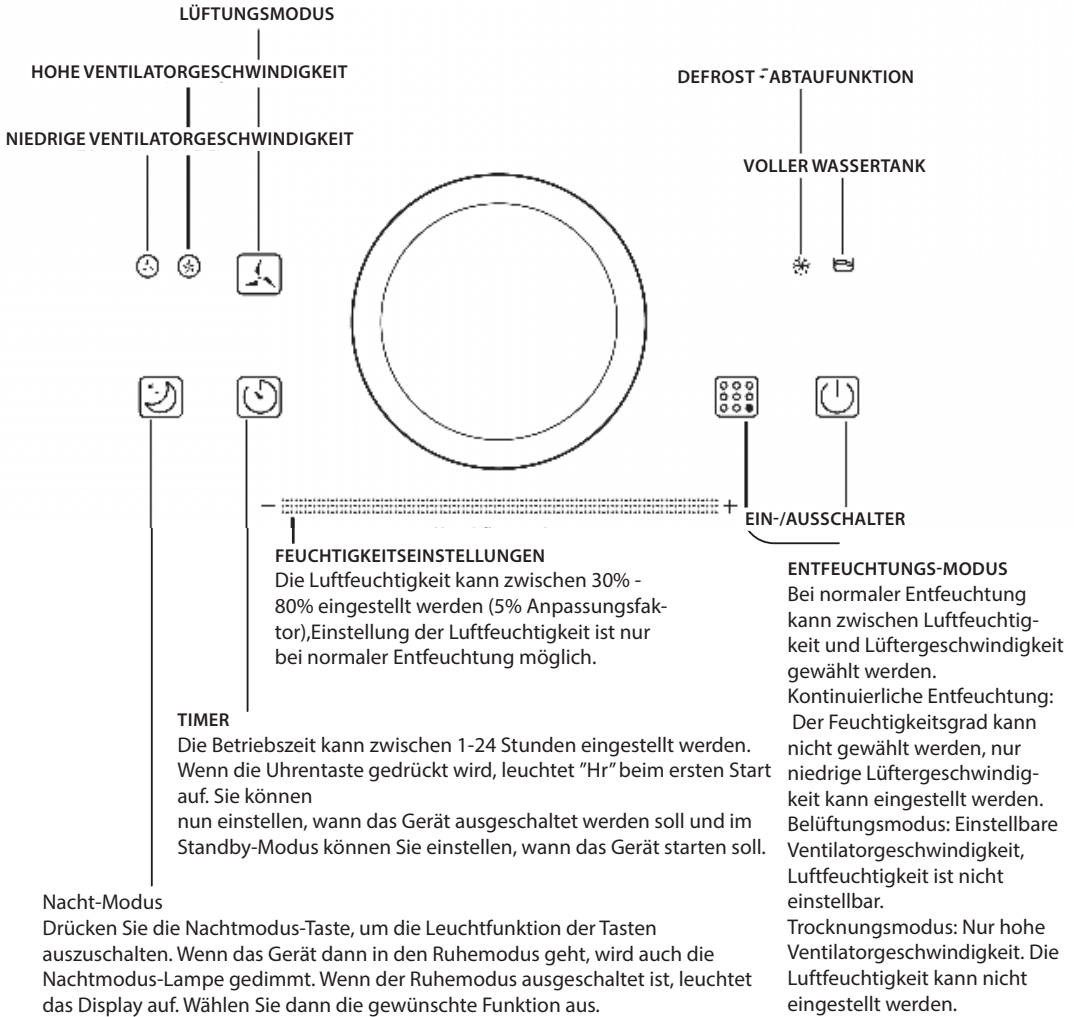 LÜFTUNGSMODUS
HOHE VENTILATORGESCHWINDIGKEIT
NIEDRIGE VENTILATORGESCHWINDIGKEIT
DEFROST - ABTAUFUNKTION
VOLLER WASSERTANK
- +
EIN-/AUSSCHALTER
FEUCHTIGKEITSEINSTELLUNGEN
Die Luftfeuchtigkeit kann zwischen 30% -
80% eingestellt werden (5% Anpassungsfak-
tor),Einstellung der Luftfeuchtigkeit ist nur
bei normaler Entfeuchtung möglich.
TIMER
Die Betriebszeit kann zwischen 1-24 Stunden eingestellt werden.
Wenn die Uhrentaste gedrückt wird, leuchtet "Hr" beim ersten Start
auf. Sie können
nun einstellen, wann das Gerät ausgeschaltet werden soll und im
Standby-Modus können Sie einstellen, wann das Gerät starten soll.
Nacht-Modus
Drücken Sie die Nachtmodus-Taste, um die Leuchtfunktion der Tasten
auszuschalten. Wenn das Gerät dann in den Ruhemodus geht, wird auch die
Nachtmodus-Lampe gedimmt. Wenn der Ruhemodus ausgeschaltet ist, leuchtet
das Display auf. Wählen Sie dann die gewünschte Funktion aus.
ENTFEUCHTUNGS-MODUS
Bei normaler Entfeuchtung
kann zwischen Luftfeuchtig-
keit und Lüftergeschwindigkeit
gewählt werden.
Kontinuierliche Entfeuchtung:
Der Feuchtigkeitsgrad kann
nicht gewählt werden, nur
niedrige Lüftergeschwindig-
keit kann eingestellt werden.
Belüftungsmodus: Einstellbare
Ventilatorgeschwindigkeit,
Luftfeuchtigkeit ist nicht
einstellbar.
Trocknungsmodus: Nur hohe
Ventilatorgeschwindigkeit. Die
Luftfeuchtigkeit kann nicht
eingestellt werden.